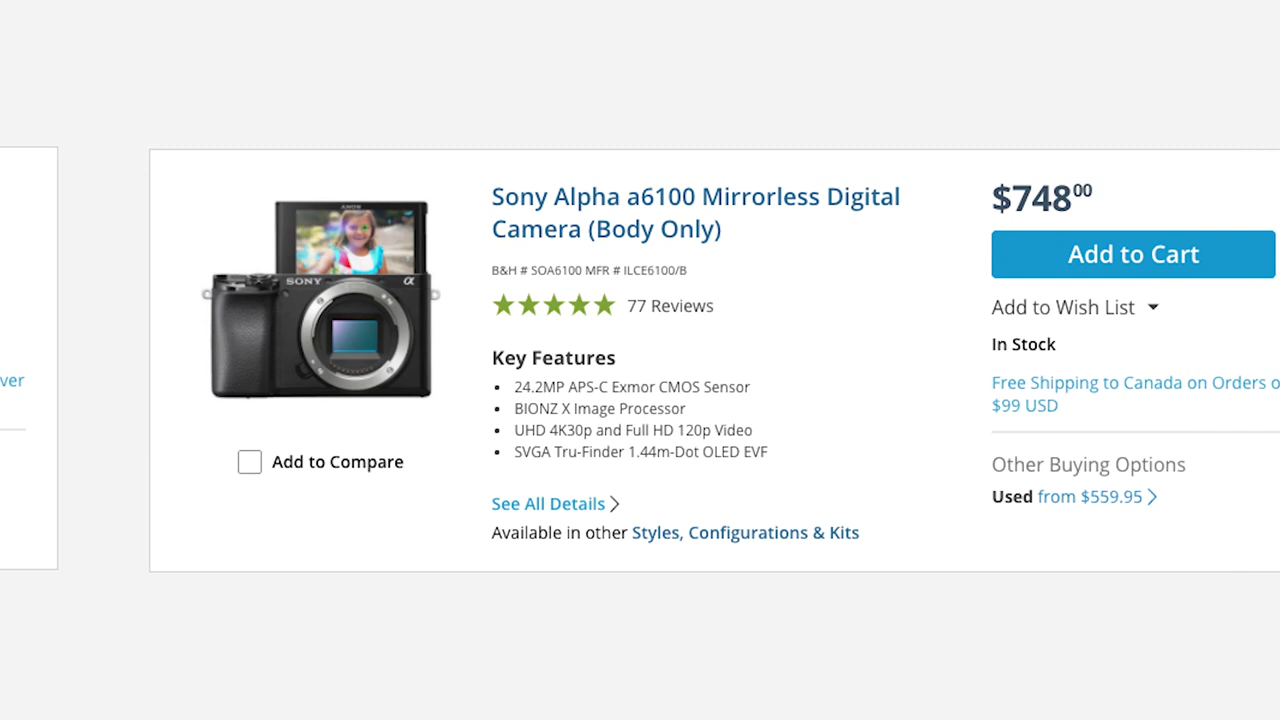 SONY
SONY α
Add to Compare
Sony Alpha a6100 Mirrorless Digital
Camera (Body Only)
B&H # SOA6100 MFR # ILCE6100/B
77 Reviews
Key Features
• 24.2MP APS-C Exmor CMOS Sensor
• BIONZ X Image Processor
• UHD 4K30p and Full HD 120p Video
• SVGA Tru-Finder 1.44m-Dot OLED EVF
See All Details
Available in other Styles, Configurations & Kits
$74800
Add to Cart
Add to Wish List
In Stock
Free Shipping to Canada on Orders o
$99 USD
Other Buying Options
Used from $559.95
ver